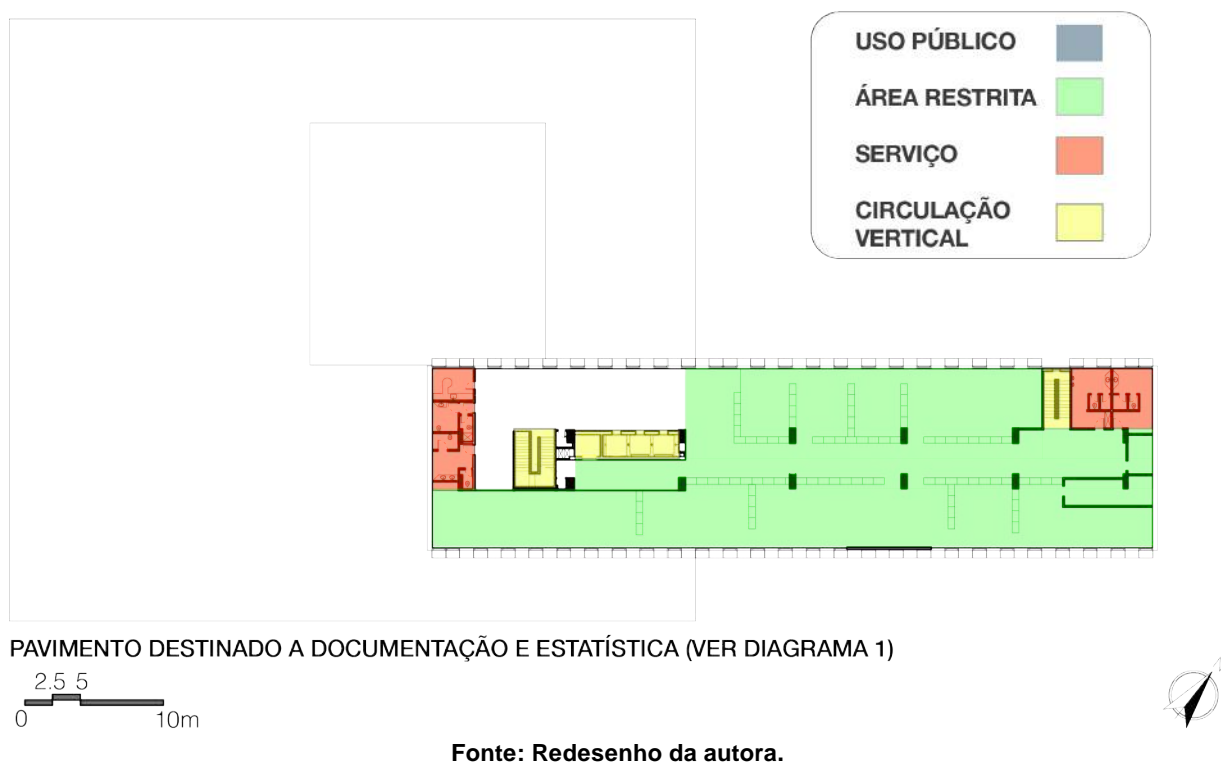 USO PÚBLICO
ÁREA RESTRITA
SERVIÇO
CIRCULAÇÃO
VERTICAL
PAVIMENTO DESTINADO A DOCUMENTAÇÃO E ESTATÍSTICA (VER DIAGRAMA 1)
2.5 5
0 10m
Fonte: Redesenho da autora.